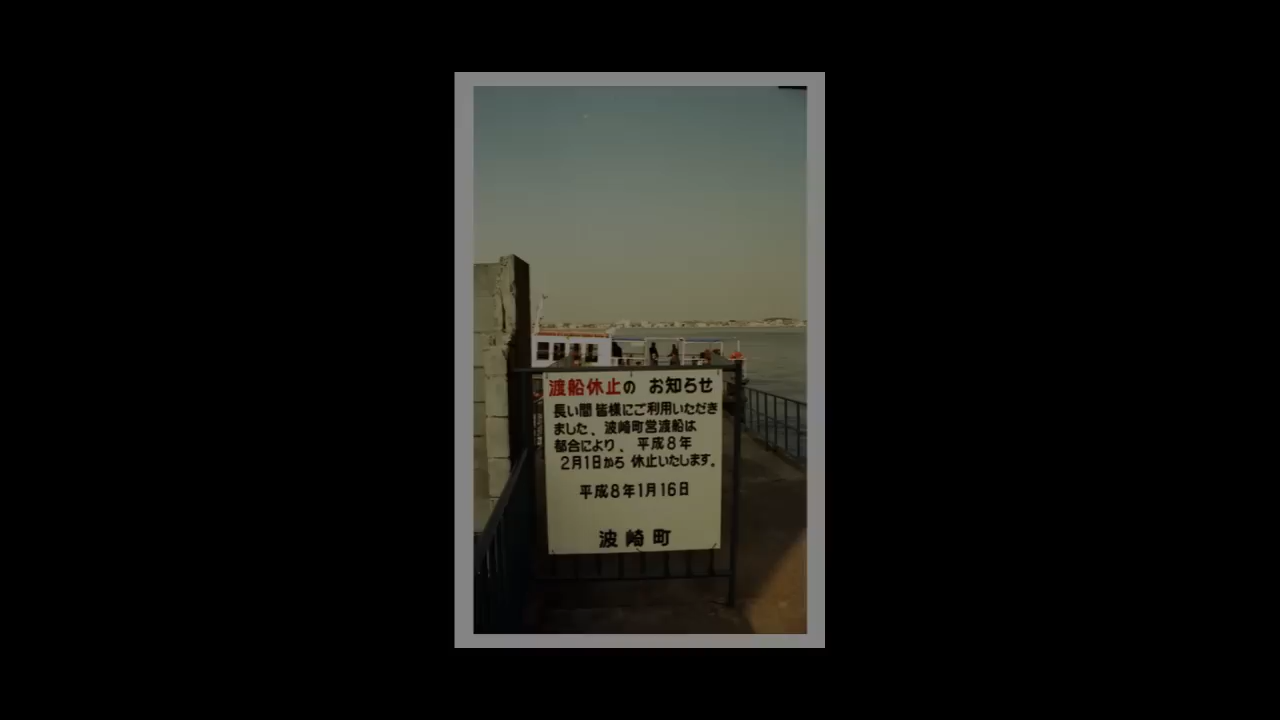 渡船休止の お知らせ
長い間 皆様にご利用いただき
ました、波崎町営渡船は
都合により、平成8年
2月1日から 休止いたします。
平成8年1月16日
波崎町